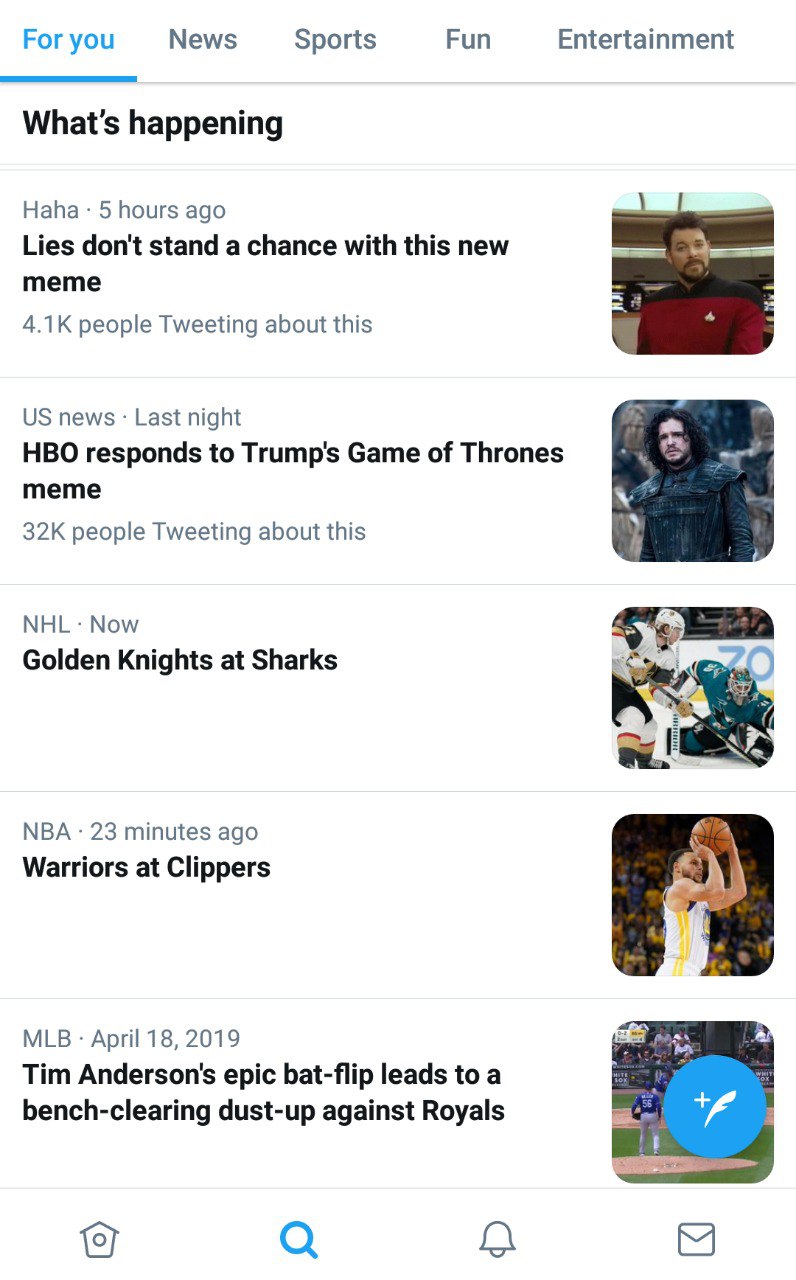 For you News Sports Fun Entertainment
What’s happening
Haha · 5 hours ago
Lies don't stand a chance with this new
meme
4.1K people Tweeting about this
US news · Last night
HBO responds to Trump's Game of Thrones
meme
32K people Tweeting about this
NHL · Now
Golden Knights at Sharks
NBA · 23 minutes ago
Warriors at Clippers
MLB · April 18, 2019
Tim Anderson's epic bat-flip leads to a
bench-clearing dust-up against Royals
56